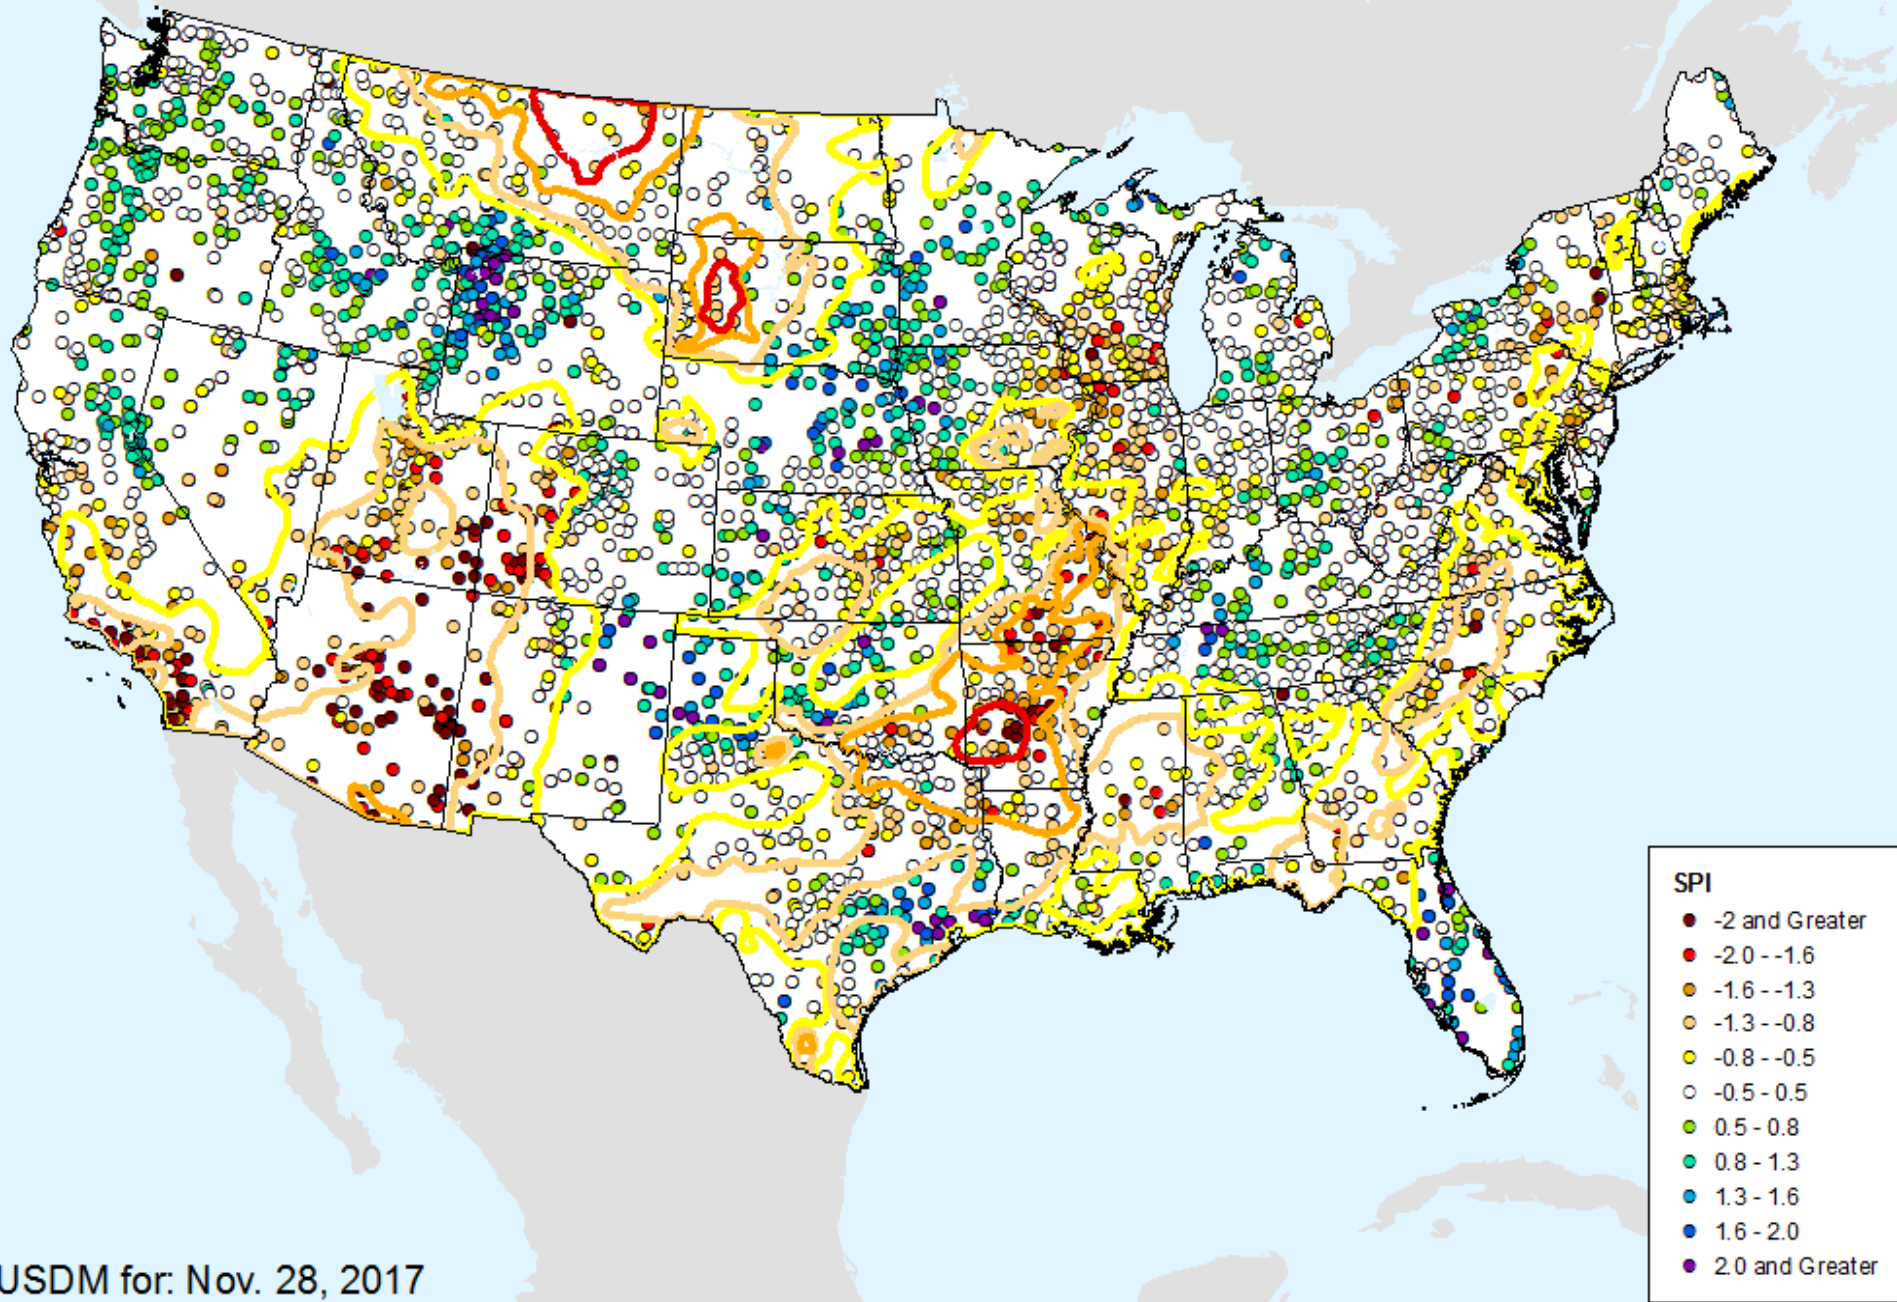 SPI
-2 and Greater
-2.0 - -1.6
-1.6 - -1.3
-1.3 - -0.8
-0.8 - -0.5
-0.5 - 0.5
0.5 - 0.8
0.8 - 1.3
1.3 - 1.6
1.6 - 2.0
2.0 and Greater
USDM for: Nov. 28, 2017